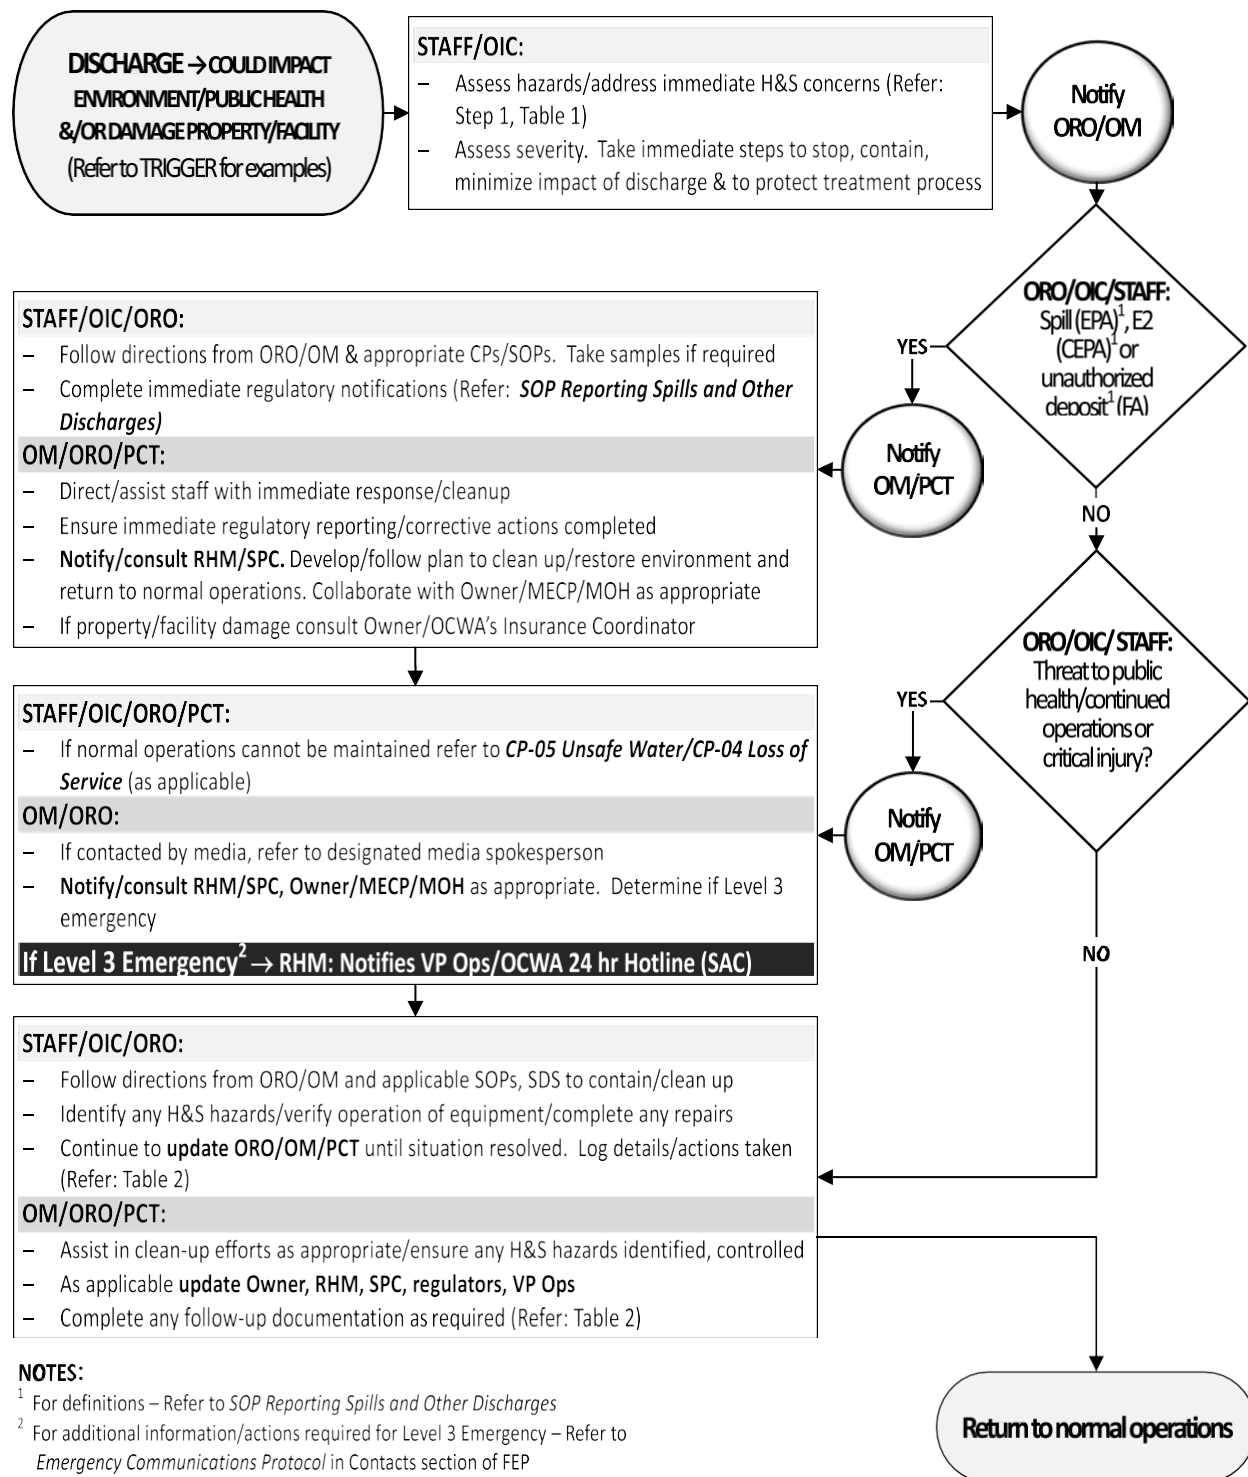 DISCHARGE → COULD IMPACT
ENVIRONMENT/PUBLIC HEALTH
&/OR DAMAGE PROPERTY/FACILITY
(Refer to TRIGGER for examples)
STAFF/OIC:
– Assess hazards/address immediate H&S concerns (Refer:
Step 1, Table 1)
– Assess severity. Take immediate steps to stop, contain,
minimize impact of discharge & to protect treatment process
Notify
ORO/OM
ORO/OIC/STAFF:
Spill (EPA)¹, E2
(CEPA)¹ or
unauthorized
deposit¹ (FA)
YES
Notify
OM/PCT
NO
STAFF/OIC/ORO:
– Follow directions from ORO/OM & appropriate CPs/SOPs. Take samples if required
– Complete immediate regulatory notifications (Refer: SOP Reporting Spills and Other
Discharges)
OM/ORO/PCT:
– Direct/assist staff with immediate response/cleanup
– Ensure immediate regulatory reporting/corrective actions completed
– Notify/consult RHM/SPC. Develop/follow plan to clean up/restore environment and
return to normal operations. Collaborate with Owner/MECP/MOH as appropriate
– If property/facility damage consult Owner/OCWA's Insurance Coordinator
ORO/OIC/ STAFF:
Threat to public
health/continued
operations or
critical injury?
YES
Notify
OM/PCT
NO
STAFF/OIC/ORO/PCT:
– If normal operations cannot be maintained refer to CP-05 Unsafe Water/CP-04 Loss of
Service (as applicable)
OM/ORO:
– If contacted by media, refer to designated media spokesperson
– Notify/consult RHM/SPC, Owner/MECP/MOH as appropriate. Determine if Level 3
emergency
If Level 3 Emergency² → RHM: Notifies VP Ops/OCWA 24 hr Hotline (SAC)
STAFF/OIC/ORO:
– Follow directions from ORO/OM and applicable SOPs, SDS to contain/clean up
– Identify any H&S hazards/verify operation of equipment/complete any repairs
– Continue to update ORO/OM/PCT until situation resolved. Log details/actions taken
(Refer: Table 2)
OM/ORO/PCT:
– Assist in clean-up efforts as appropriate/ensure any H&S hazards identified, controlled
– As applicable update Owner, RHM, SPC, regulators, VP Ops
– Complete any follow-up documentation as required (Refer: Table 2)
Return to normal operations
NOTES:
¹ For definitions – Refer to SOP Reporting Spills and Other Discharges
² For additional information/actions required for Level 3 Emergency – Refer to
Emergency Communications Protocol in Contacts section of FEP